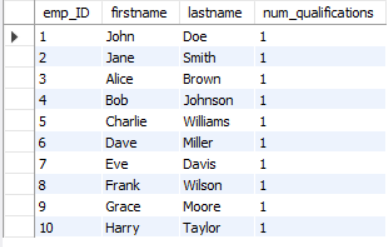 emp_ID firstname lastname num_qualifications
1 John Doe 1
2 Jane Smith 1
3 Alice Brown 1
4 Bob Johnson 1
5 Charlie Williams 1
6 Dave Miller 1
7 Eve Davis 1
8 Frank Wilson 1
9 Grace Moore 1
10 Harry Taylor 1